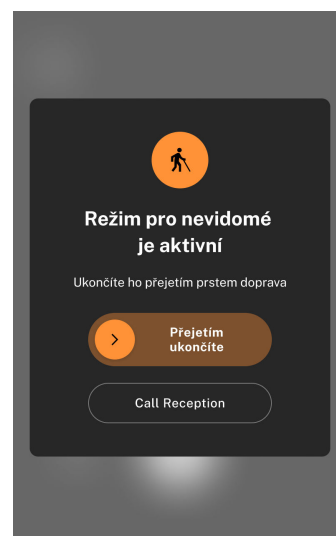 Režim pro nevidomé
je aktivní
Ukončíte ho přejetím prstem doprava
Přejetím
ukončíte
Call Reception